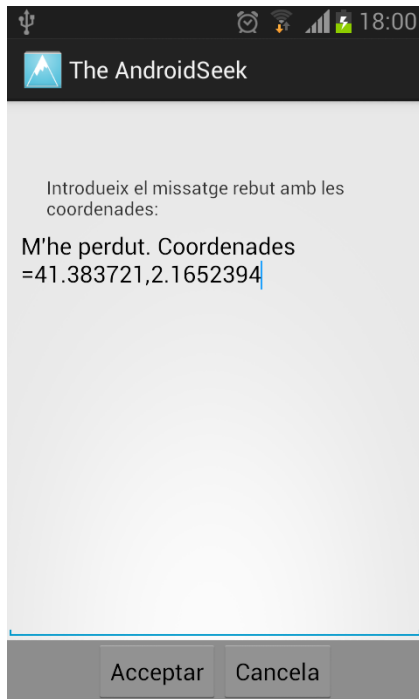 18:00
The AndroidSeek
Introdueix el missatge rebut amb les
coordenades:
M'he perdut. Coordenades
=41.383721,2.1652394
Acceptar Cancela